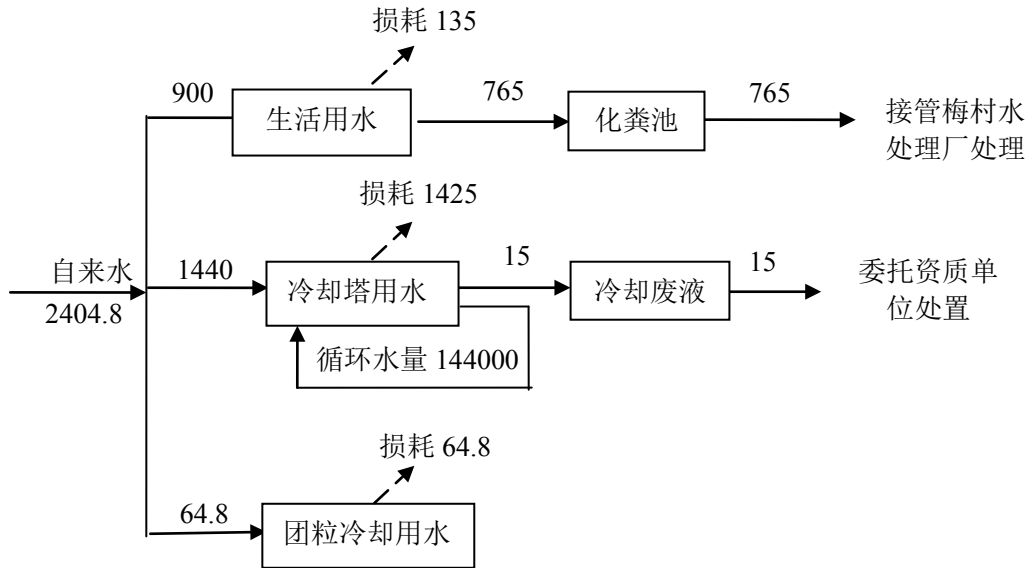 损耗 135
900
生活用水
765
化粪池
765
接管梅村水
处理厂处理
损耗 1425
自来水
2404.8
1440
冷却塔用水
15
冷却废液
15
委托资质单
位处置
循环水量 144000
损耗 64.8
64.8
团粒冷却用水